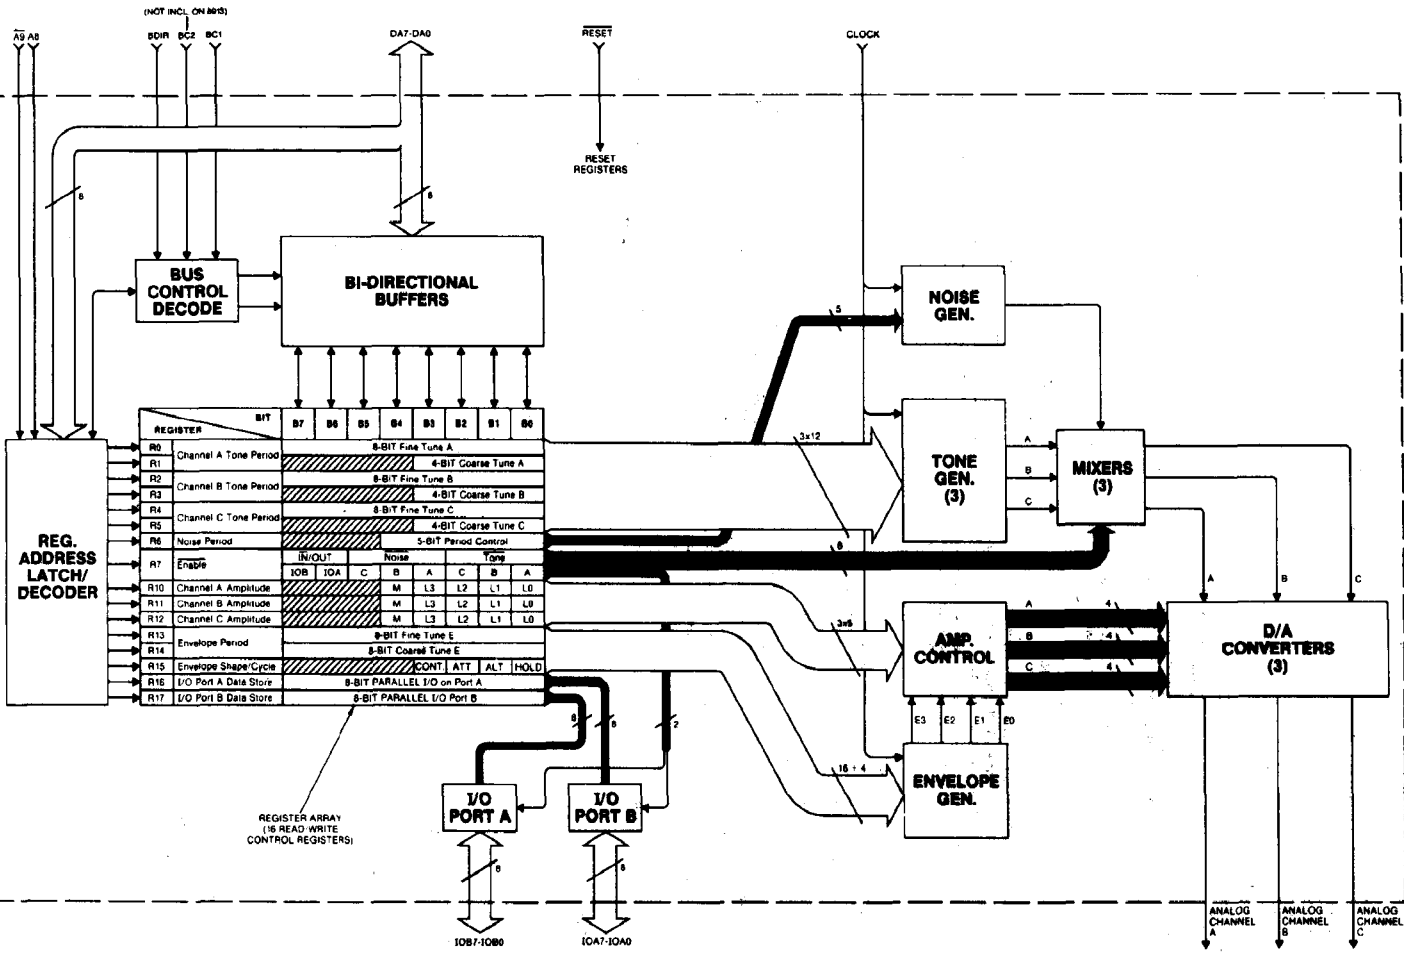 (NOT INCL. ON 8913)
A9 A8 BDIR BC2 BC1 DA7-DA0 RESET CLOCK
RESET
REGISTERS
8 8
BUS
CONTROL
DECODE
BI-DIRECTIONAL
BUFFERS
NOISE
GEN.
5
REGISTER BIT B7 B6 B5 B4 B3 B2 B1 B0
R0 Channel A Tone Period 8-BIT Fine Tune A
R1 4-BIT Coarse Tune A
R2 Channel B Tone Period 8-BIT Fine Tune B
R3 4-BIT Coarse Tune B
R4 Channel C Tone Period 8-BIT Fine Tune C
R5 4-BIT Coarse Tune C
R6 Noise Period 5-BIT Period Control
R7 Enable IN/OUT Noise Tone
IOB IOA C B A C B A
R10 Channel A Amplitude M L3 L2 L1 L0
R11 Channel B Amplitude M L3 L2 L1 L0
R12 Channel C Amplitude M L3 L2 L1 L0
R13 Envelope Period 8-BIT Fine Tune E
R14 8-BIT Coarse Tune E
R15 Envelope Shape/Cycle CONT. ATT ALT HOLD
R16 I/O Port A Data Store 8-BIT PARALLEL I/O on Port A
R17 I/O Port B Data Store 8-BIT PARALLEL I/O Port B
REG.
ADDRESS
LATCH/
DECODER
3x12
TONE
GEN.
(3)
A
B
C
MIXERS
(3)
6
A B C
3x5
AMP.
CONTROL
A 4
B 4
C 4
D/A
CONVERTERS
(3)
E3 E2 E1 E0
16 + 4
ENVELOPE
GEN.
8 8 2
I/O
PORT A
I/O
PORT B
REGISTER ARRAY
(16 READ/WRITE
CONTROL REGISTERS)
8 8
IOB7-IOB0 IOA7-IOA0
ANALOG
CHANNEL
A
ANALOG
CHANNEL
B
ANALOG
CHANNEL
C